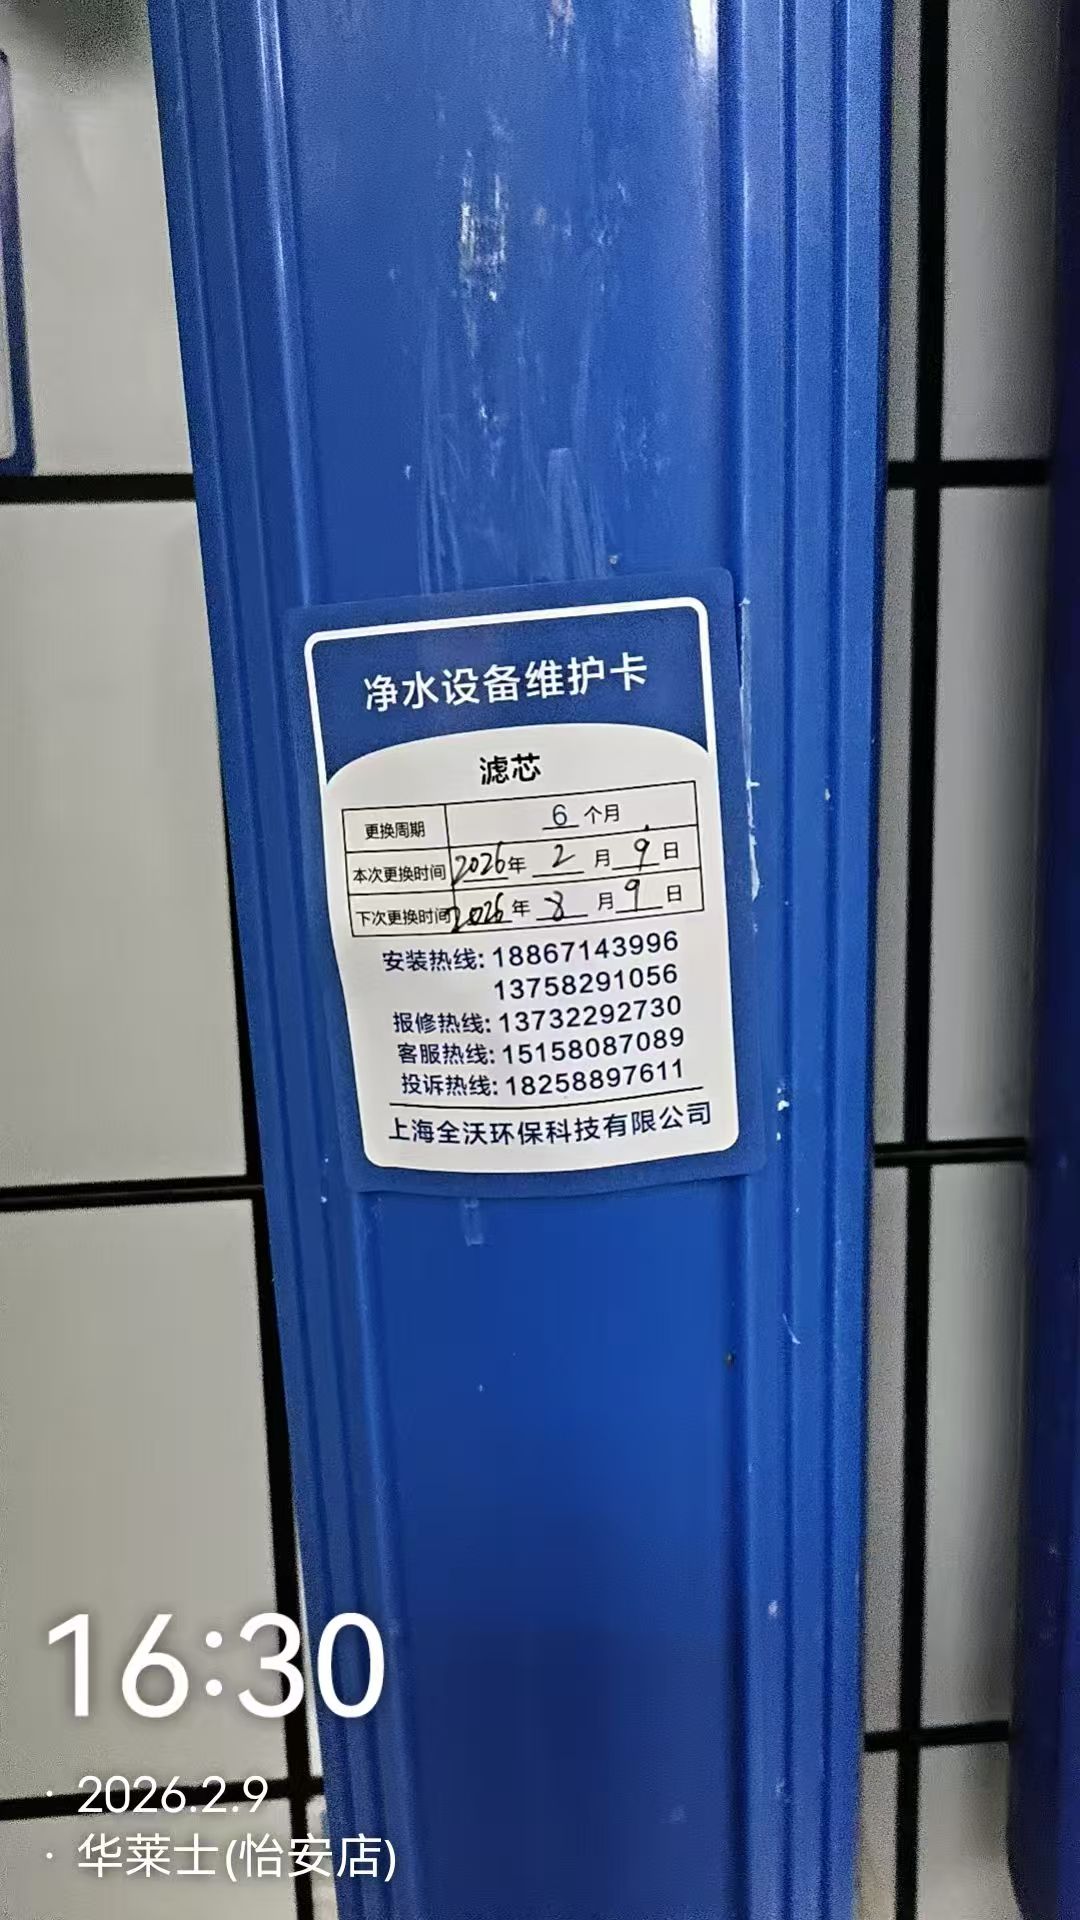 净水设备维护卡
滤芯
更换周期 6 个月
本次更换时间 2026年 2 月 9 日
下次更换时间 2026年 8 月 9 日
安装热线: 18867143996
13758291056
报修热线: 13732292730
客服热线: 15158087089
投诉热线: 18258897611
上海全沃环保科技有限公司
16:30
· 2026.2.9
· 华莱士(怡安店)